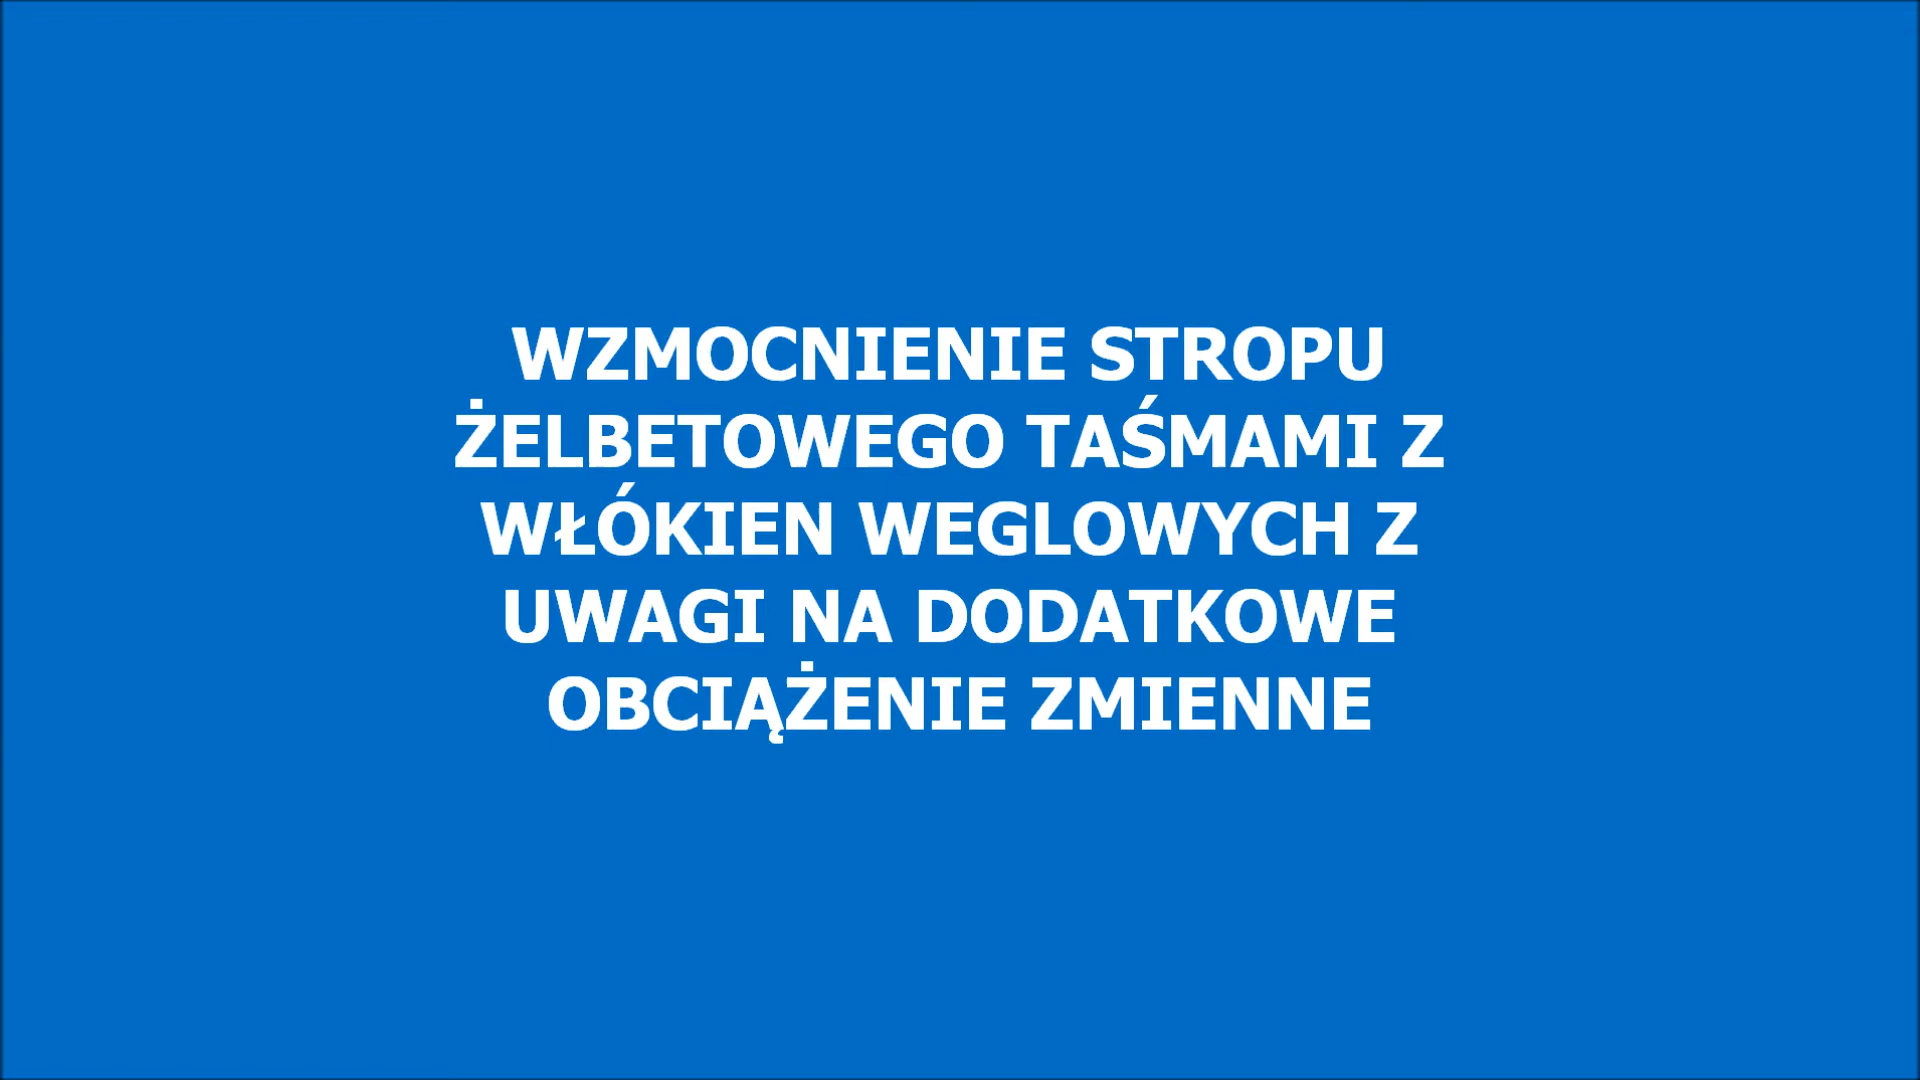 WZMOCNIENIE STROPU
ŻELBETOWEGO TAŚMAMI Z
WŁÓKIEN WEGLOWYCH Z
UWAGI NA DODATKOWE
OBCIĄŻENIE ZMIENNE